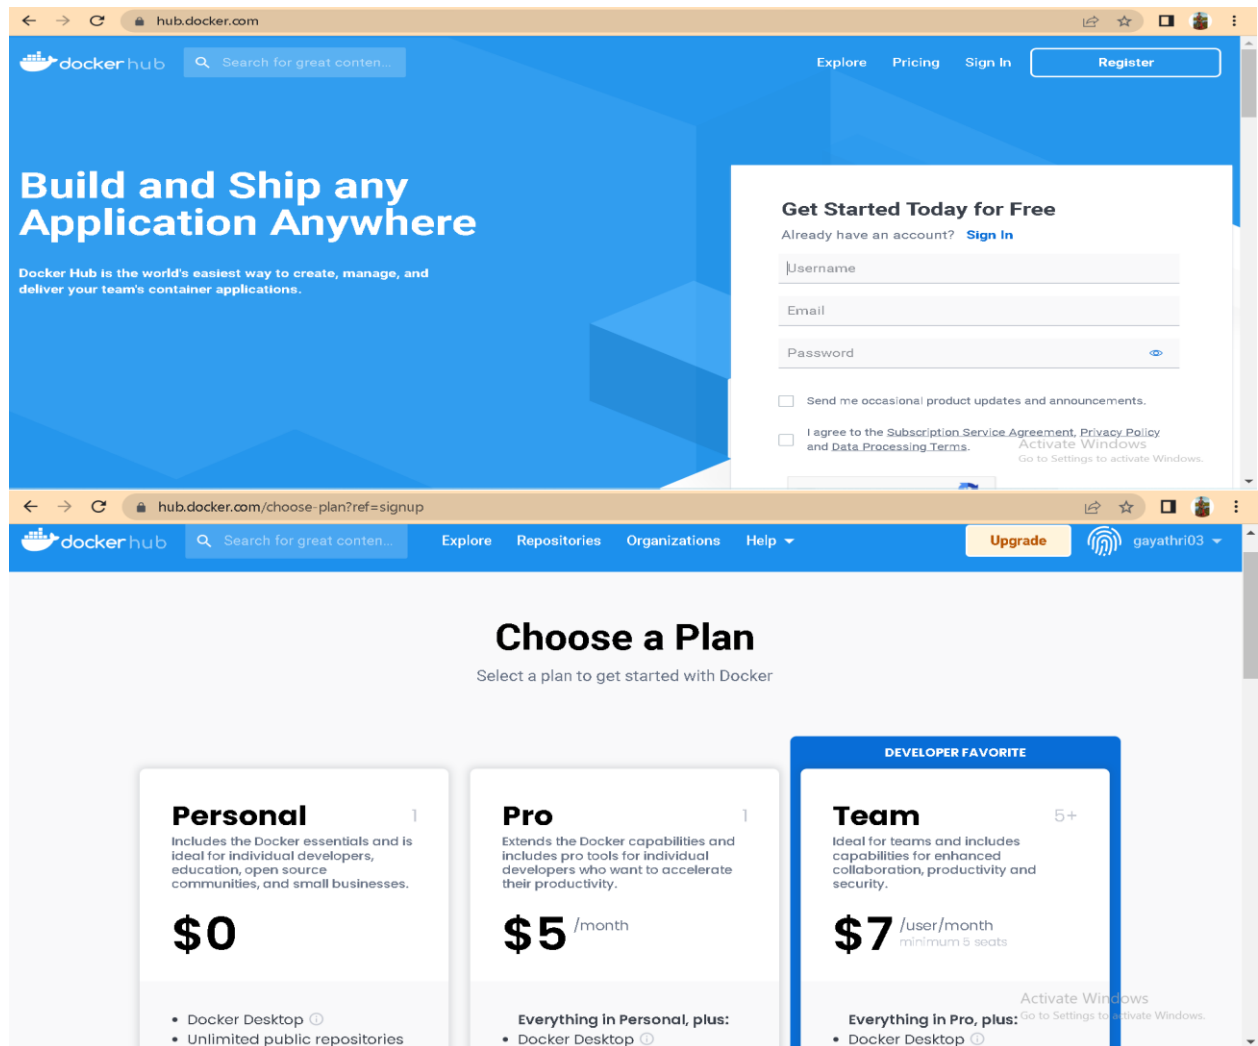 hub.docker.com
dockerhub
Search for great conten...
Explore Pricing Sign In Register
Build and Ship any
Application Anywhere
Docker Hub is the world's easiest way to create, manage, and
deliver your team's container applications.
Get Started Today for Free
Already have an account? Sign In
Username
Email
Password
Send me occasional product updates and announcements.
I agree to the Subscription Service Agreement, Privacy Policy
and Data Processing Terms.
Activate Windows
Go to Settings to activate Windows.
hub.docker.com/choose-plan?ref=signup
dockerhub
Search for great conten...
Explore Repositories Organizations Help Upgrade gayathri03
Choose a Plan
Select a plan to get started with Docker
Personal 1
Includes the Docker essentials and is
ideal for individual developers,
education, open source
communities, and small businesses.
$0
Docker Desktop
Unlimited public repositories
Pro 1
Extends the Docker capabilities and
includes pro tools for individual
developers who want to accelerate
their productivity.
$5 /month
Everything in Personal, plus:
Docker Desktop
DEVELOPER FAVORITE
Team 5+
Ideal for teams and includes
capabilities for enhanced
collaboration, productivity and
security.
$7 /user/month
minimum 5 seats
Everything in Pro, plus:
Docker Desktop
Activate Windows
Go to Settings to activate Windows.